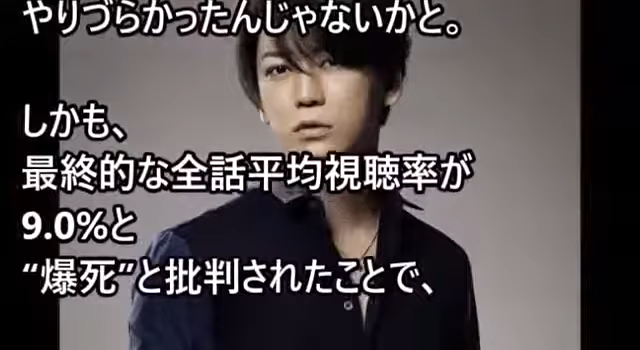 やりづらかったんじゃないかと。
しかも、
最終的な全話平均視聴率が
9.0%と
“爆死”と批判されたことで、